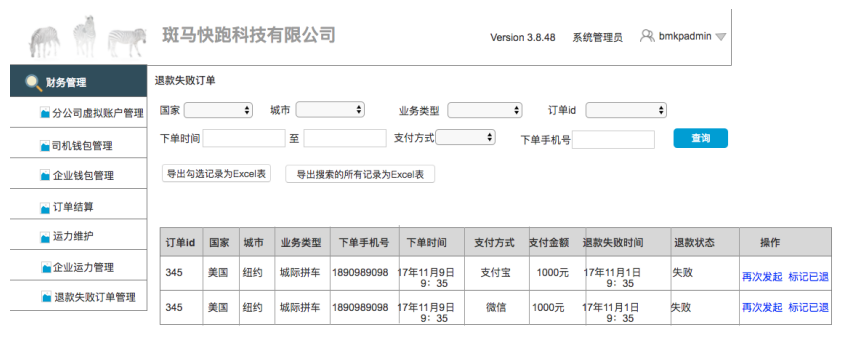 斑马快跑科技有限公司
Version 3.8.48 系统管理员 bmkpadmin
财务管理
分公司虚拟账户管理
司机钱包管理
企业钱包管理
订单结算
运力维护
企业运力管理
退款失败订单管理
退款失败订单
国家 城市 业务类型 订单id
下单时间 至 支付方式 下单手机号 查询
导出勾选记录为Excel表 导出搜索的所有记录为Excel表
订单id 国家 城市 业务类型 下单手机号 下单时间 支付方式 支付金额 退款失败时间 退款状态 操作
345 美国 纽约 城际拼车 1890989098 17年11月9日 支付宝 1000元 17年11月1日 失败 再次发起 标记已退
9：35 9：35
345 美国 纽约 城际拼车 1890989098 17年11月9日 微信 1000元 17年11月1日 失败 再次发起 标记已退
9：35 9：35